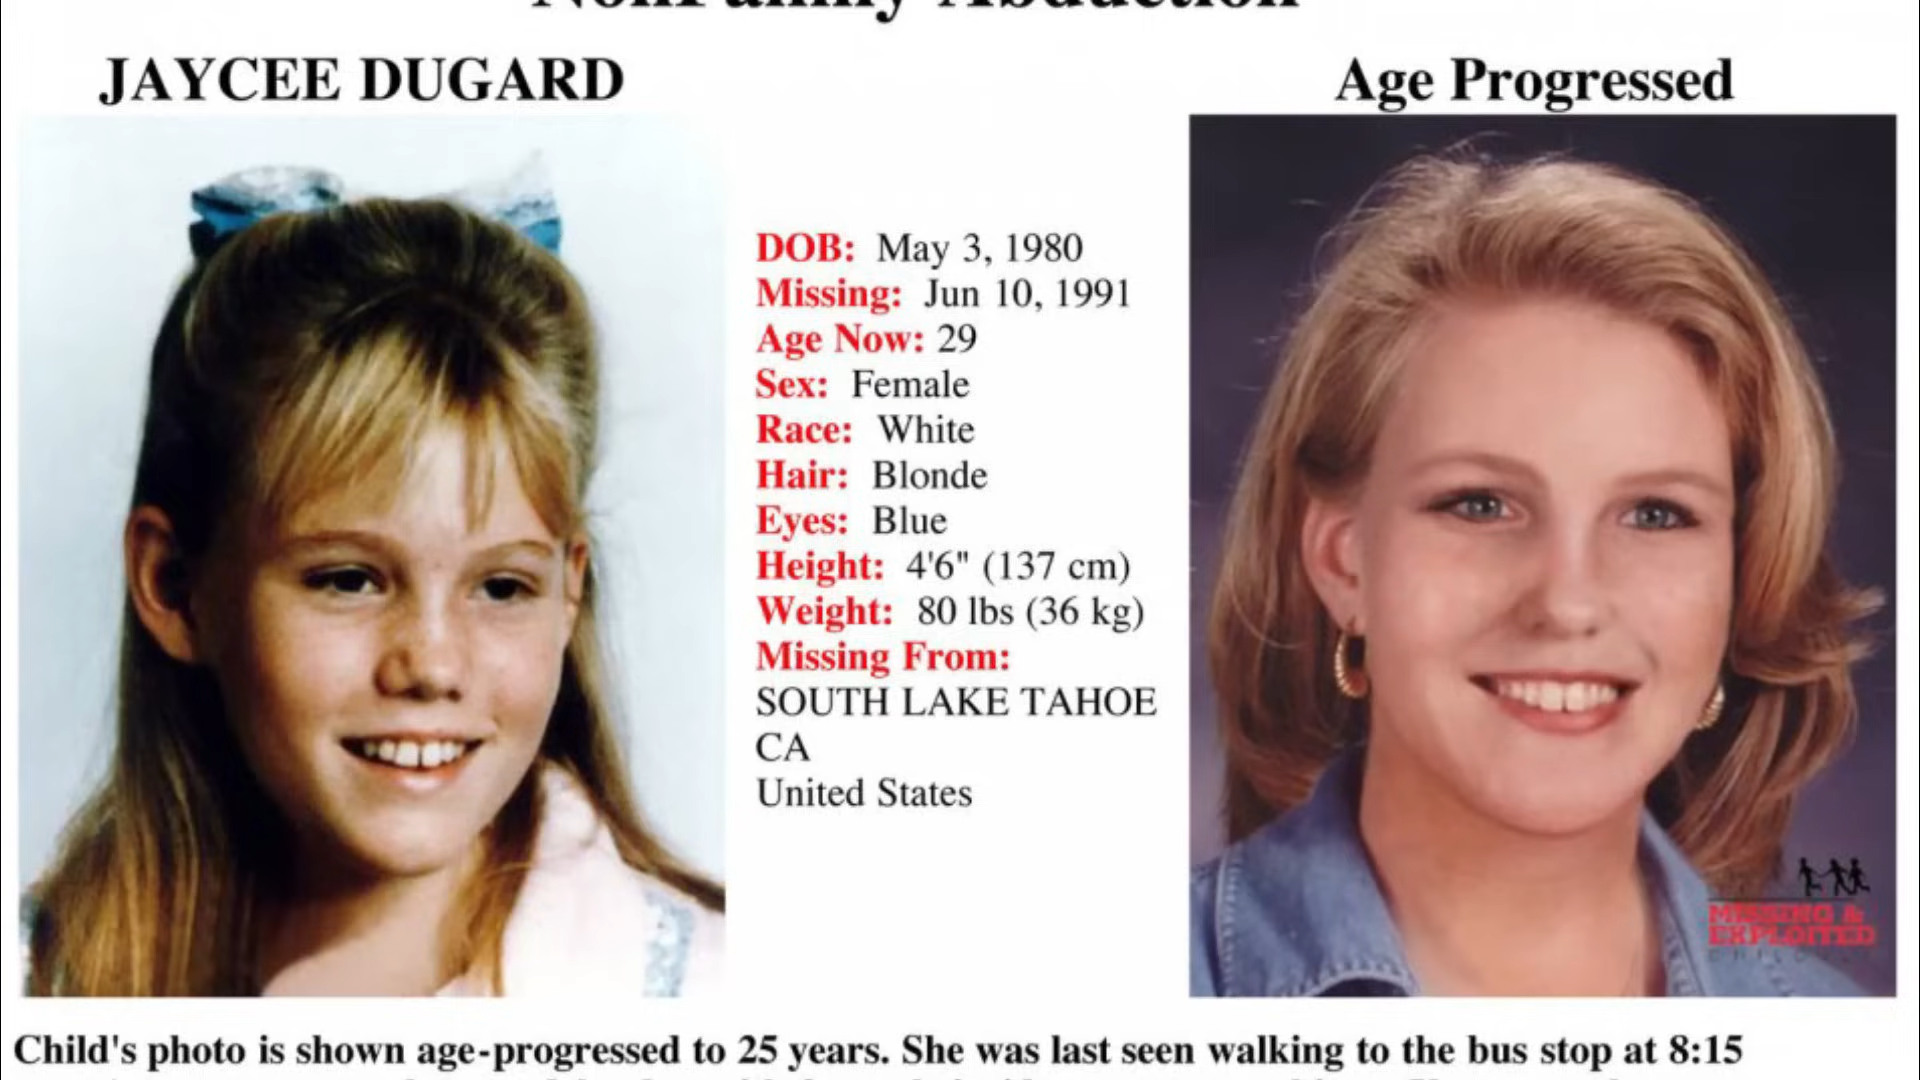 NonFamily Abduction
JAYCEE DUGARD
Age Progressed
DOB: May 3, 1980
Missing: Jun 10, 1991
Age Now: 29
Sex: Female
Race: White
Hair: Blonde
Eyes: Blue
Height: 4'6" (137 cm)
Weight: 80 lbs (36 kg)
Missing From:
SOUTH LAKE TAHOE
CA
United States
MISSING &
EXPLOITED
CHILDREN
Child's photo is shown age-progressed to 25 years. She was last seen walking to the bus stop at 8:15